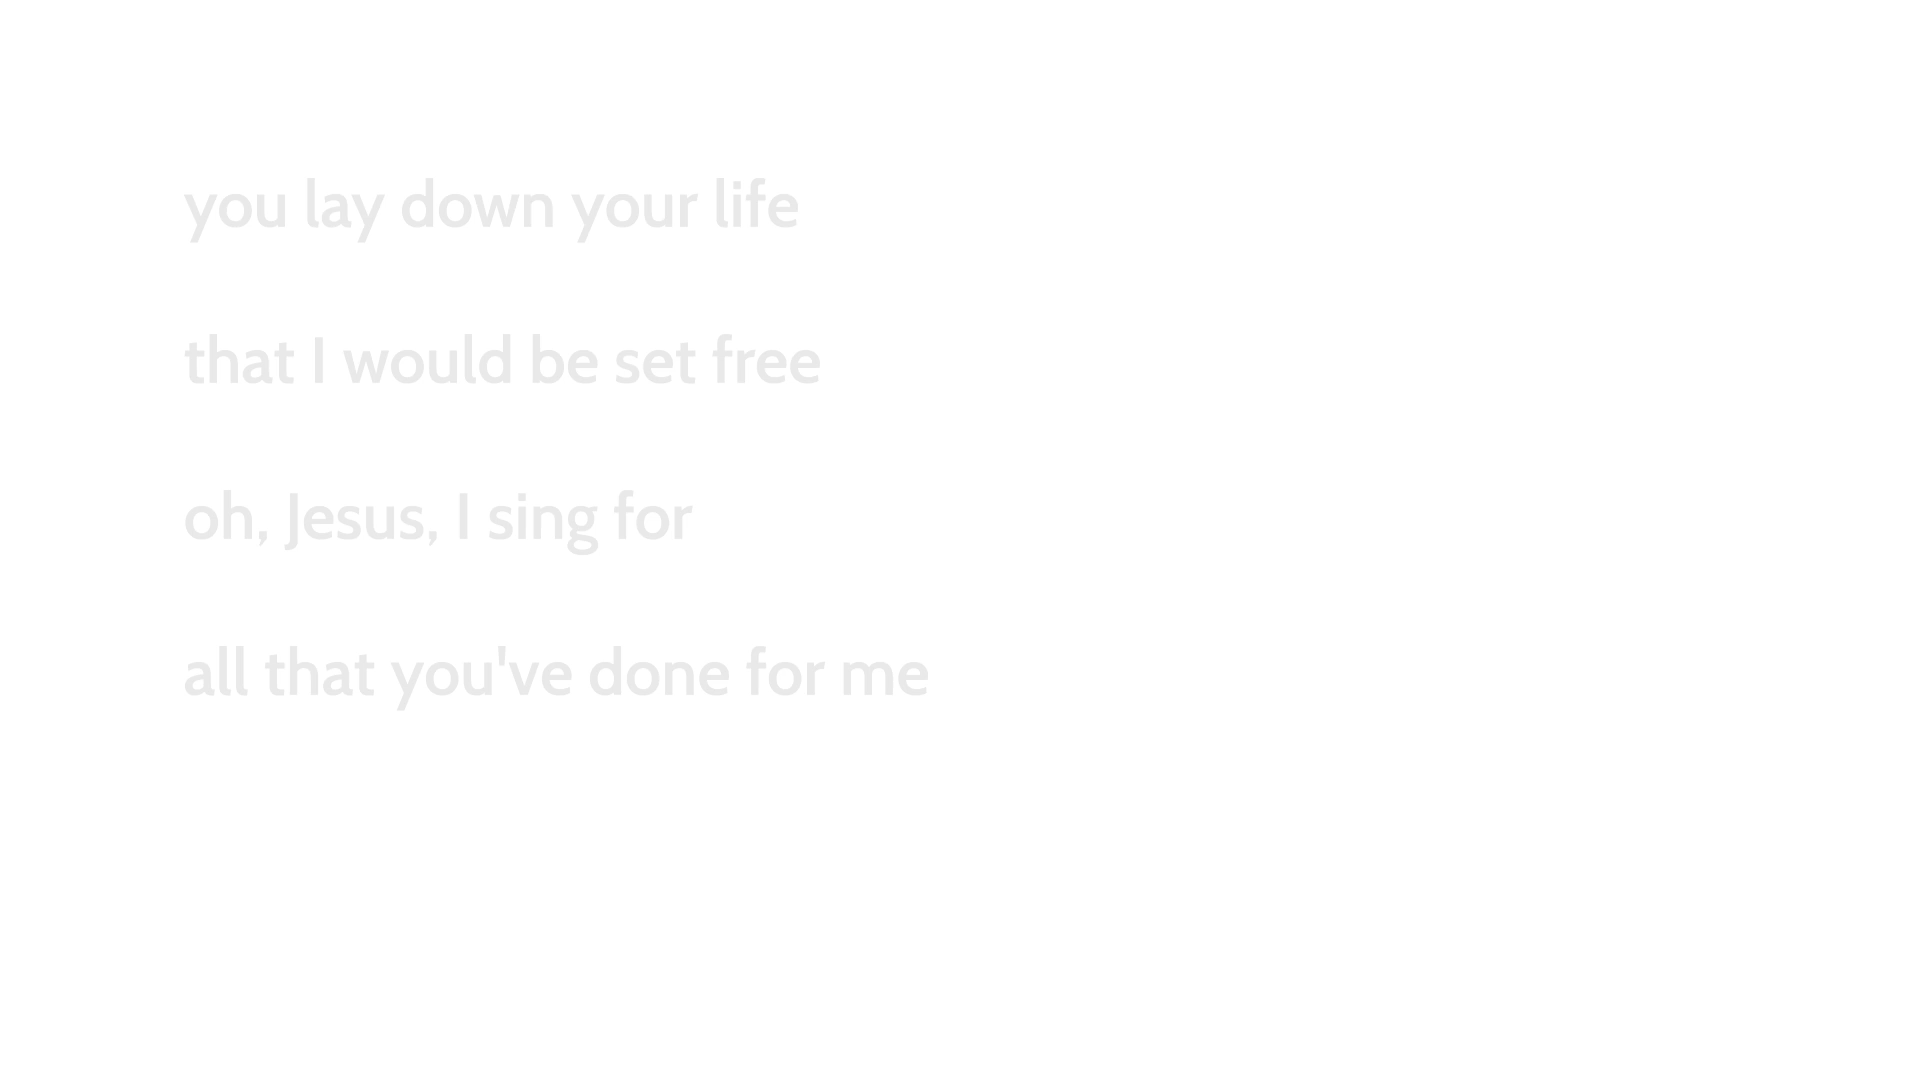 you lay down your life
that I would be set free
oh, Jesus, I sing for
all that you've done for me